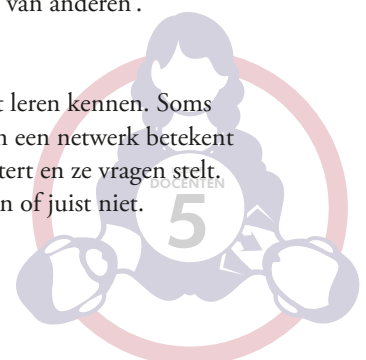 van anderen'.
t leren kennen. Soms
n een netwerk betekent
tert en ze vragen stelt.
n of juist niet.
DOCENTEN
5